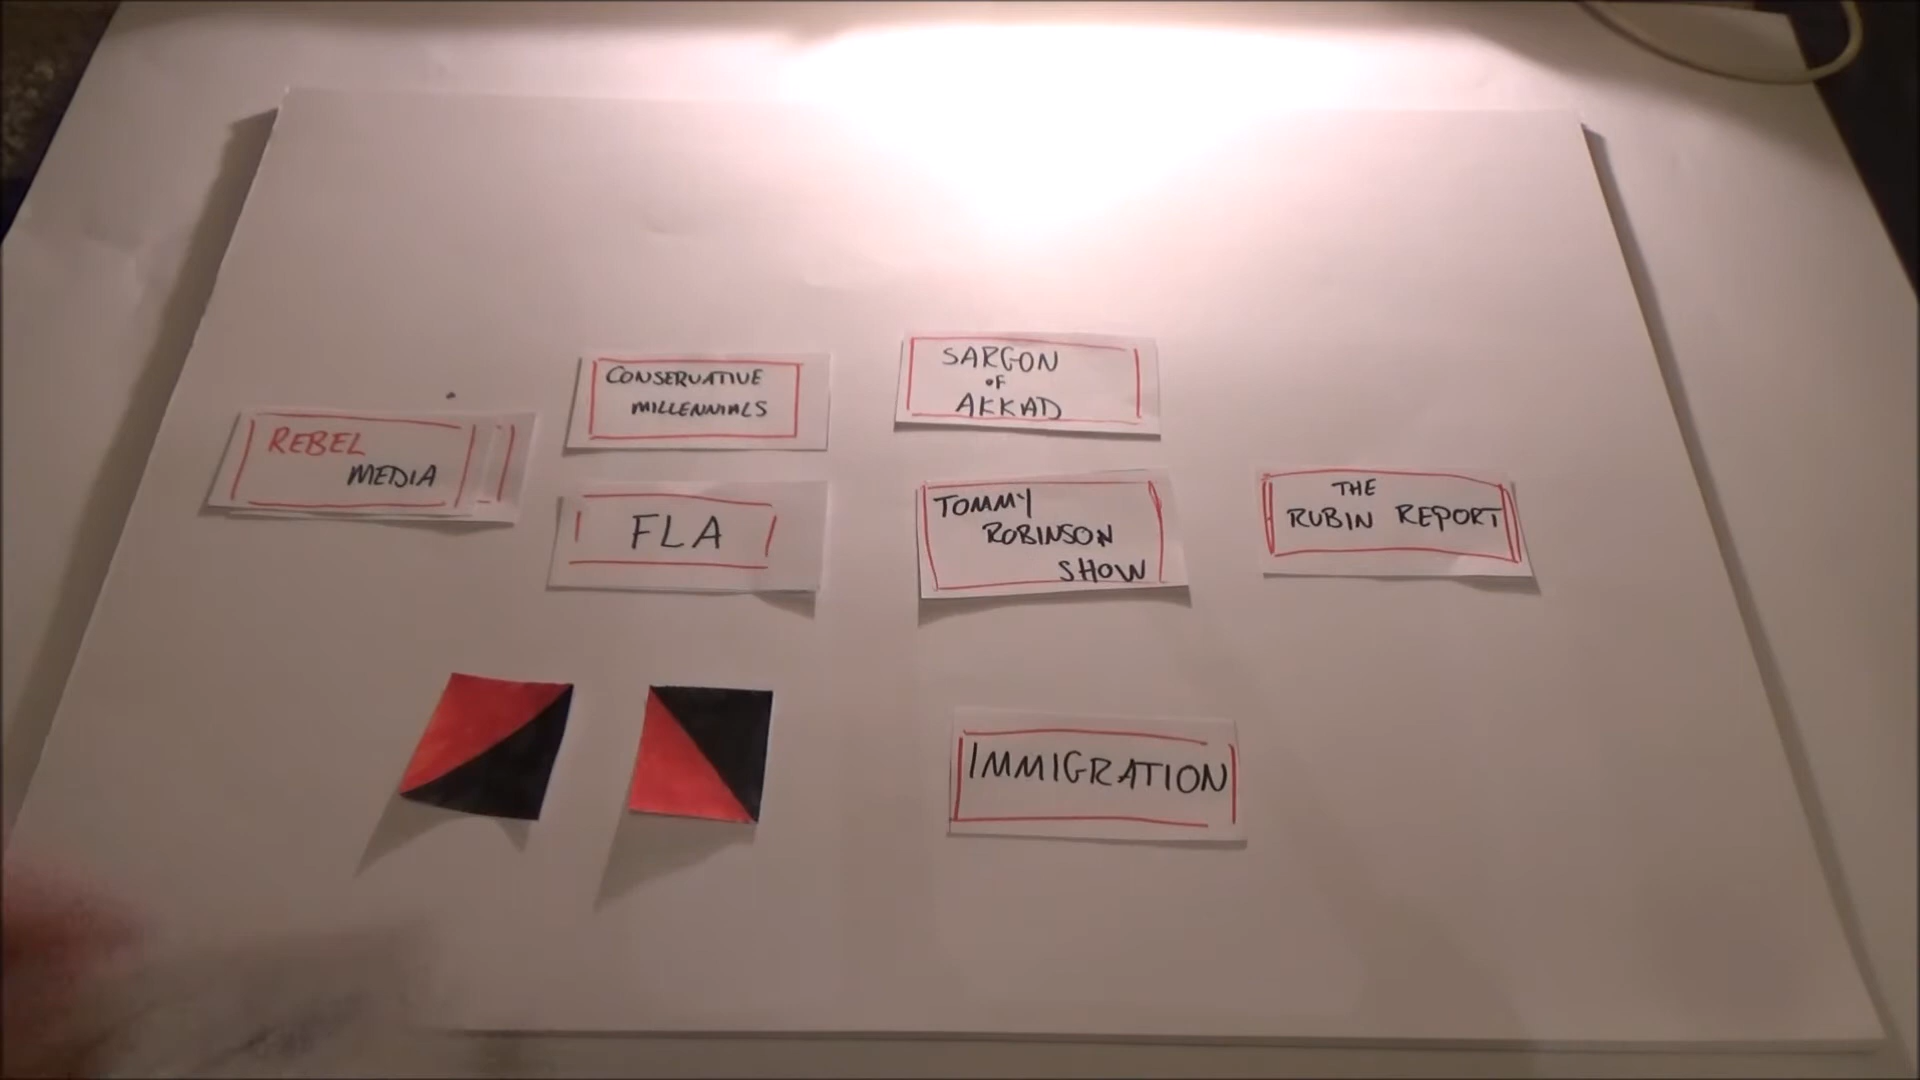 CONSERVATIVE
MILLENNIALS
SARGON
OF
AKKAD
REBEL
MEDIA
FLA
TOMMY
ROBINSON
SHOW
THE
RUBIN REPORT
IMMIGRATION